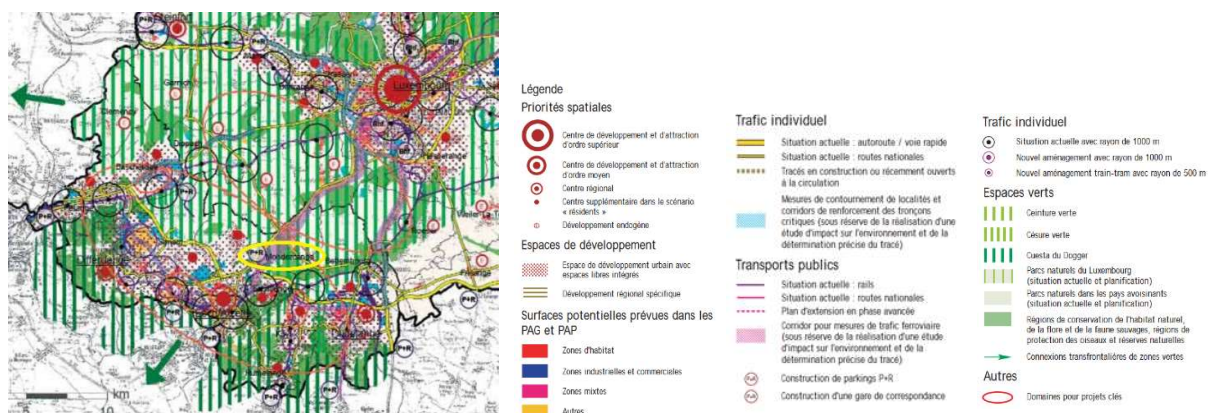 P+R
P+R
Luxembourg
Garnich
Clemency
Dippach
Mondercange
Bettembourg
Differdange
Weiler-La-T
Frisange
P+R
P+R
P+R
P+R
km
10
Légende
Priorités spatiales
Centre de développement et d'attraction
d'ordre supérieur
Centre de développement et d'attraction
d'ordre moyen
Centre régional
Centre supplémentaire dans le scénario
« résidents »
Développement endogène
Espaces de développement
Espace de développement urbain avec
espaces libres intégrés
Développement régional spécifique
Surfaces potentielles prévues dans les
PAG et PAP
Zones d'habitat
Zones industrielles et commerciales
Zones mixtes
Autres
Trafic individuel
Situation actuelle : autoroute / voie rapide
Situation actuelle : routes nationales
Tracés en construction ou récemment ouverts
à la circulation
Mesures de contournement de localités et
corridors de renforcement des tronçons
critiques (sous réserve de la réalisation d'une
étude d'impact sur l'environnement et de la
détermination précise du tracé)
Transports publics
Situation actuelle : rails
Situation actuelle : routes nationales
Plan d'extension en phase avancée
Corridor pour mesures de trafic ferroviaire
(sous réserve de la réalisation d'une étude
d'impact sur l'environnement et de la
détermination précise du tracé)
Construction de parkings P+R
Construction d'une gare de correspondance
Trafic individuel
Situation actuelle avec rayon de 1000 m
Nouvel aménagement avec rayon de 1000 m
Nouvel aménagement train-tram avec rayon de 500 m
Espaces verts
Ceinture verte
Césure verte
Cuesta du Dogger
Parcs naturels du Luxembourg
(situation actuelle et planification)
Parcs naturels dans les pays avoisinants
(situation actuelle et planification)
Régions de conservation de l'habitat naturel,
de la flore et de la faune sauvages, régions de
protection des oiseaux et réserves naturelles
Connexions transfrontalières de zones vertes
Autres
Domaines pour projets clés